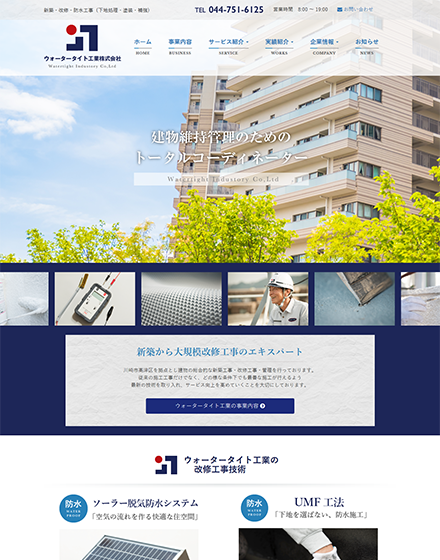 新築・改修・防水工事(下地処理・塗装・補強)
TEL 044-751-6125
営業時間 8:00 〜 19:00
お問い合わせ
ウォータータイト工業株式会社
Watertight Industory Co,Ltd
ホーム 事業内容 サービス紹介 実績紹介 企業情報 お知らせ
HOME BUSINESS SERVICE WORKS COMPANY NEWS
建物維持管理のための
トータルコーディネーター
Watertight Industory Co,Ltd
新築から大規模改修工事のエキスパート
川崎市高津区を拠点とし建物の総合的な新築工事・改修工事・管理を行っております。
従来の施工工事だけでなく、どの様な条件下でも最善な施工が行えるよう
最新の技術を取り入れ、サービス向上を高めていくことを大切にしております。
ウォータータイト工業の事業内容
ウォータータイト工業の
改修工事技術
防水
WATER
PROOF
ソーラー脱気防水システム
「空気の流れを作る快適な住空間」
防水
WATER
PROOF
UMF 工法
「下地を選ばない、防水施工」